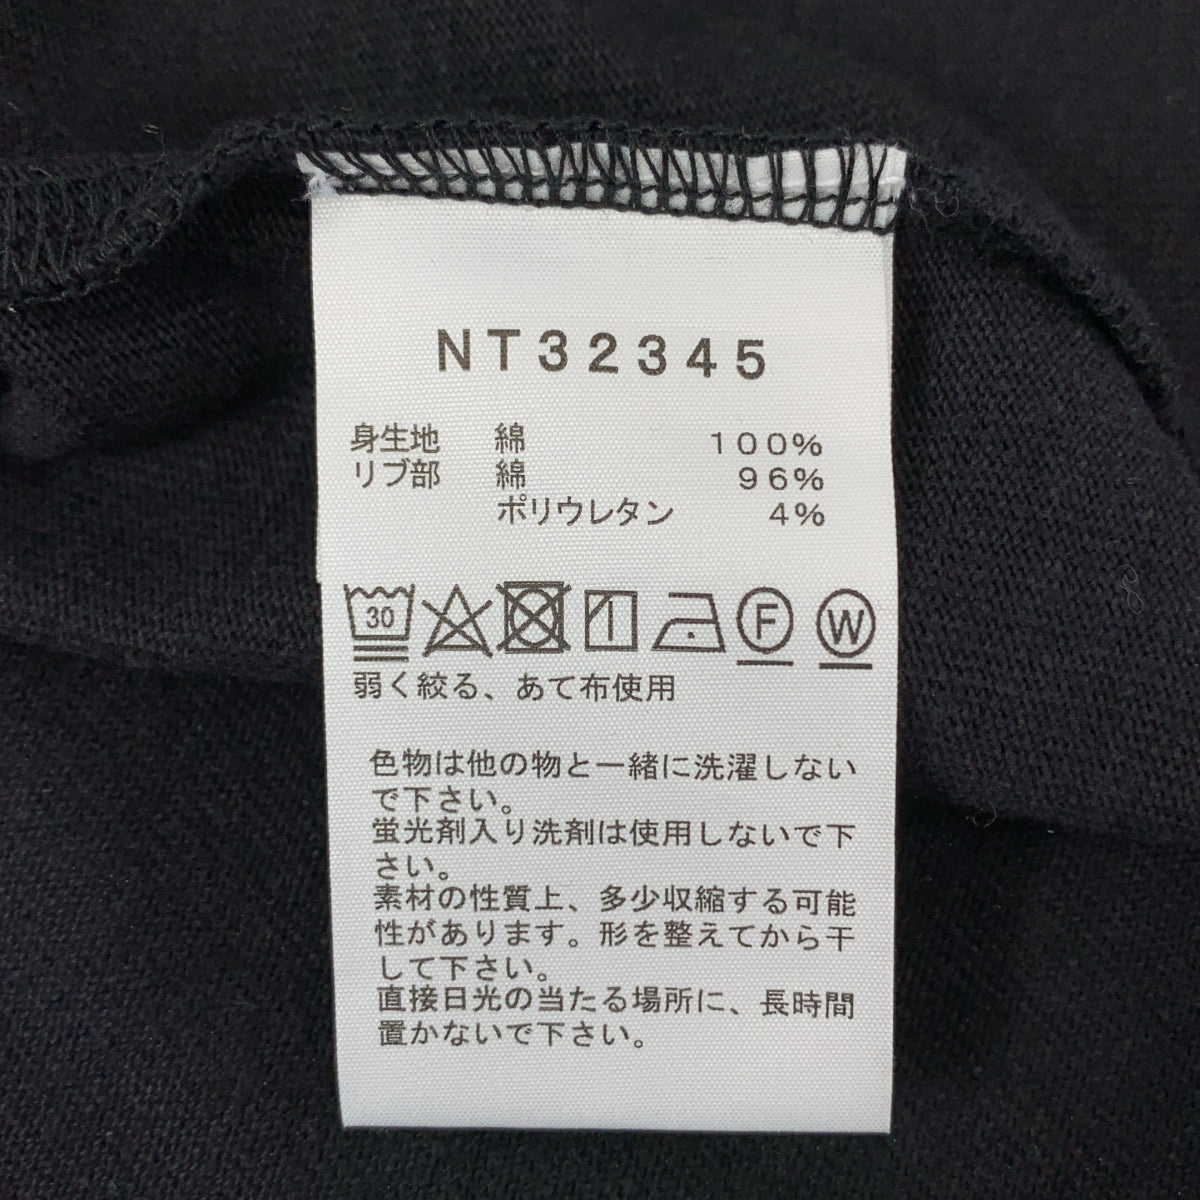 NT32345
身生地 綿 100%
リブ部 綿 96%
ポリウレタン 4%
30 F W
弱く絞る、あて布使用
色物は他の物と一緒に洗濯しない
で下さい。
蛍光剤入り洗剤は使用しないで下
さい。
素材の性質上、多少収縮する可能
性があります。形を整えてから干
して下さい。
直接日光の当たる場所に、長時間
置かないで下さい。